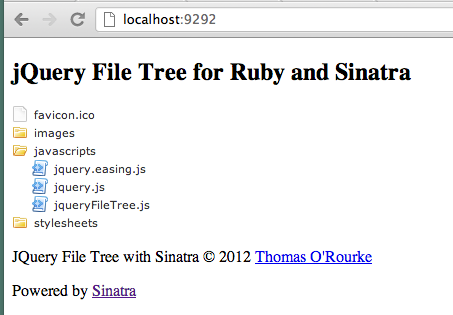 localhost:9292
jQuery File Tree for Ruby and Sinatra
favicon.ico
images
javascripts
jquery.easing.js
jquery.js
jqueryFileTree.js
stylesheets
JQuery File Tree with Sinatra © 2012 Thomas O'Rourke
Powered by Sinatra